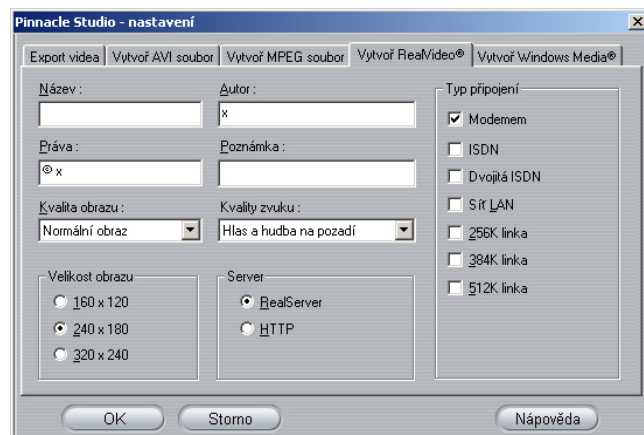 Pinnacle Studio - nastavení
Export videa
Vytvoř AVI soubor
Vytvoř MPEG soubor
Vytvoř RealVideo®
Vytvoř Windows Media®
Název :
Autor :
x
Práva :
© x
Poznámka :
Kvalita obrazu :
Normální obraz
Kvality zvuku :
Hlas a hudba na pozadí
Velikost obrazu
160 x 120
240 x 180
320 x 240
Server
RealServer
HTTP
Typ připojení
Modemem
ISDN
Dvojitá ISDN
Síť LAN
256K linka
384K linka
512K linka
OK
Storno
Nápověda